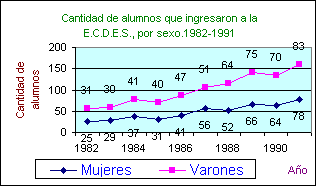 Cantidad de alumnos que ingresaron a la
E.C.D.E.S., por sexo.1982-1991
Cantidad de
alumnos
200
150
100
50
0
31 30 41 40 47 51 64 75 70 83
25 29 37 31 41 56 52 66 64 78
1982 1984 1986 1988 1990
Mujeres Varones
Año